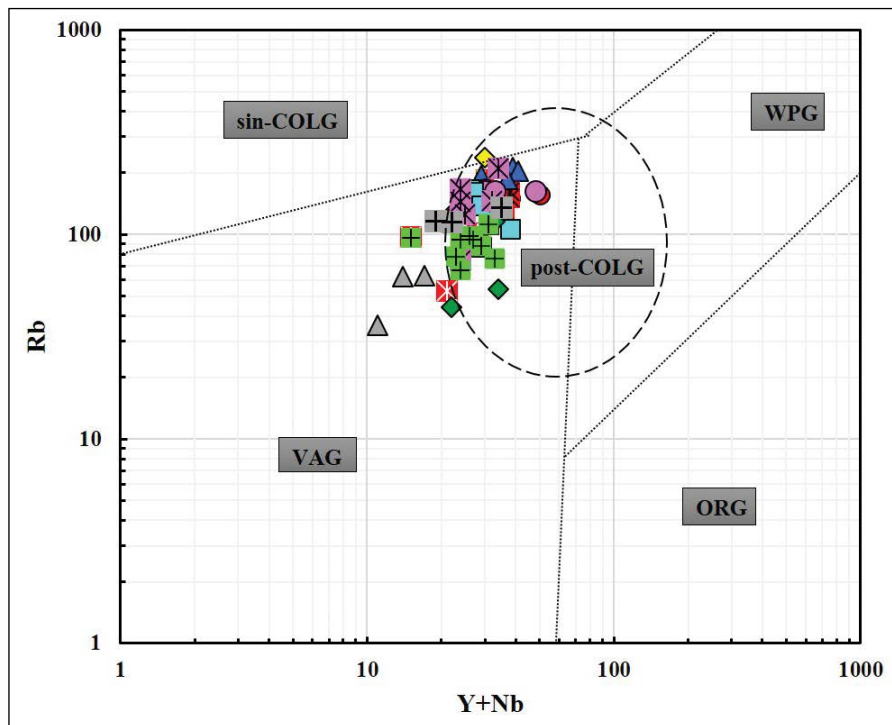 1000
sin-COLG
WPG
100
post-COLG
Rb
10
VAG
ORG
1
1
10
100
1000
Y+Nb